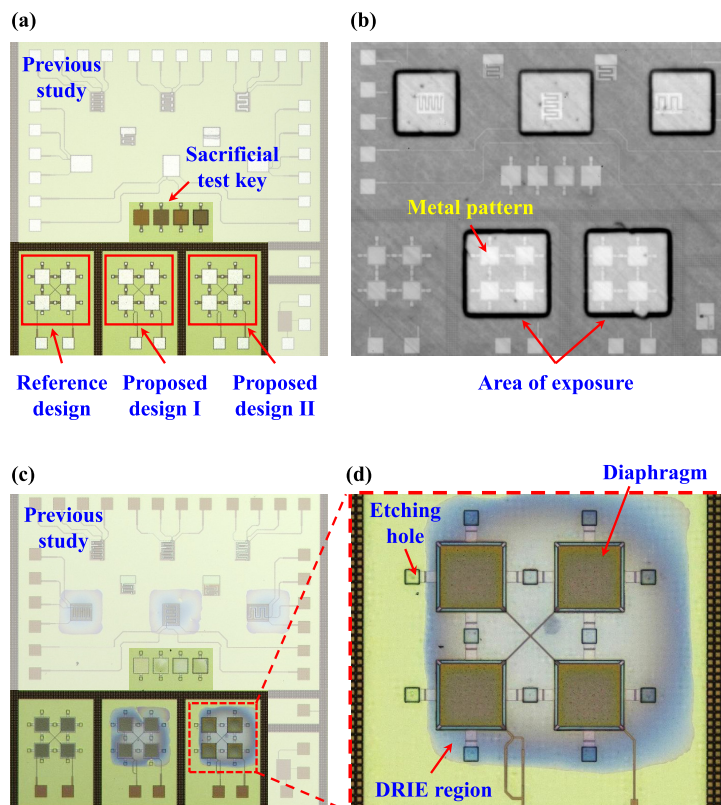 (a)
Previous
study
Sacrificial
test key
Reference
design
Proposed
design I
Proposed
design II
(b)
Metal pattern
Area of exposure
(c)
Previous
study
(d)
Diaphragm
Etching
hole
DRIE region